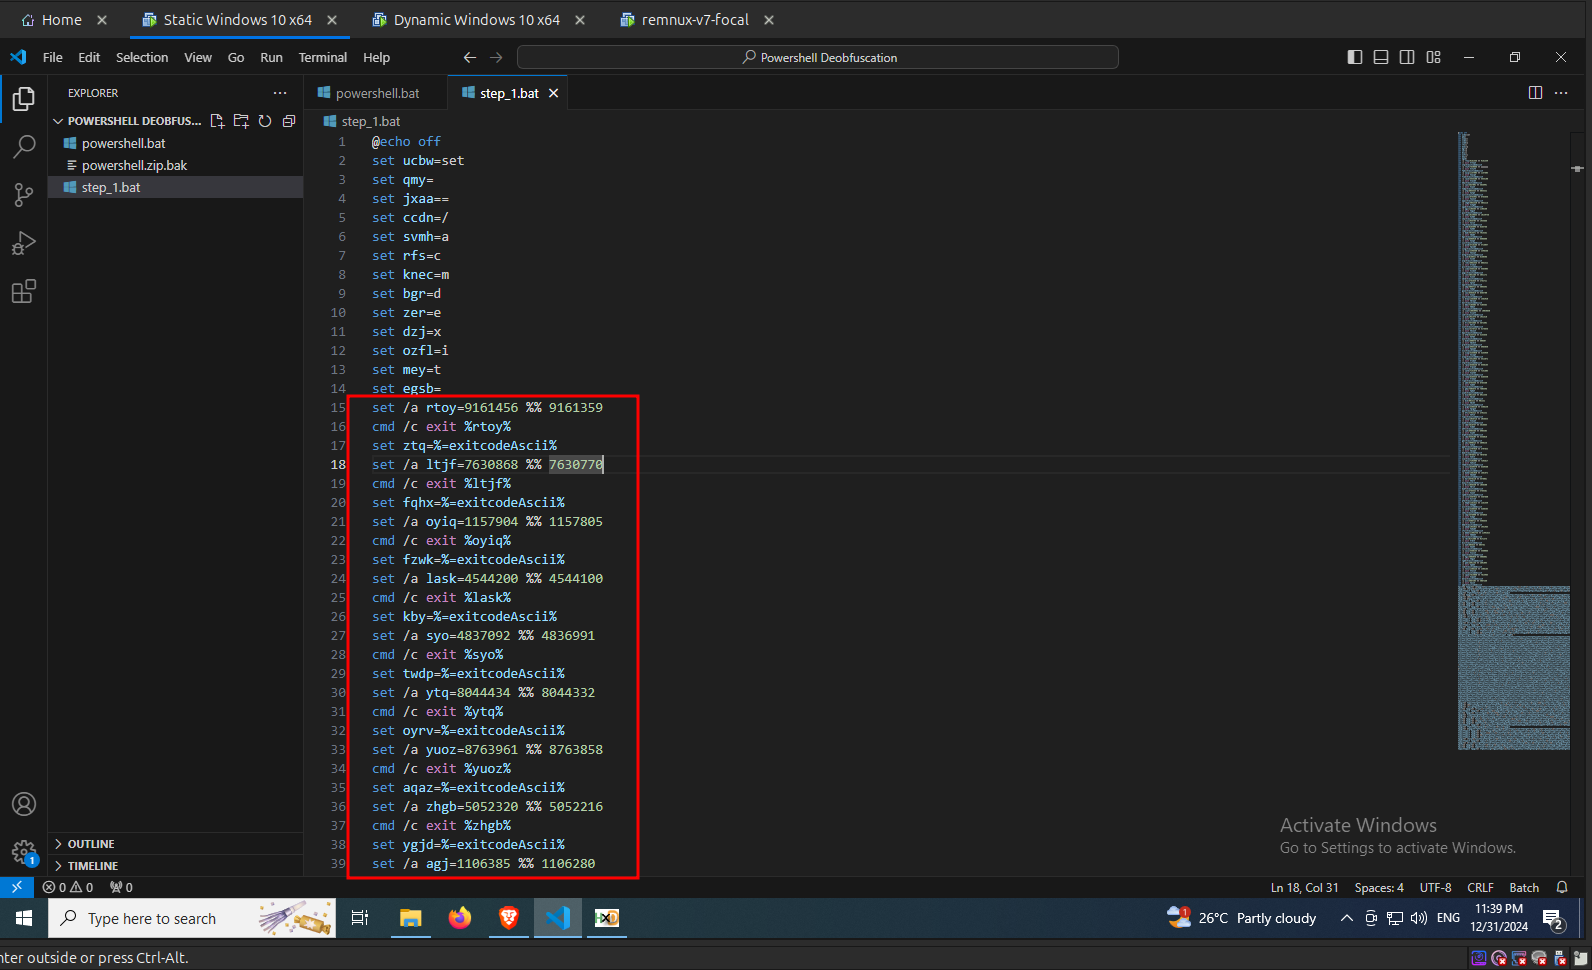 Home
Static Windows 10 x64
Dynamic Windows 10 x64
remnux-v7-focal
File Edit Selection View Go Run Terminal Help
Powershell Deobfuscation
EXPLORER
POWERSHELL DEOBFUS...
powershell.bat
powershell.zip.bak
step_1.bat
OUTLINE
TIMELINE
powershell.bat
step_1.bat
step_1.bat
1 @echo off
2 set ucbw=set
3 set qmy=
4 set jxaa==
5 set ccdn=/
6 set svmh=a
7 set rfs=c
8 set knec=m
9 set bgr=d
10 set zer=e
11 set dzj=x
12 set ozfl=i
13 set mey=t
14 set egsb=
15 set /a rtoy=9161456 %% 9161359
16 cmd /c exit %rtoy%
17 set ztq=%=exitcodeAscii%
18 set /a ltjf=7630868 %% 7630770
19 cmd /c exit %ltjf%
20 set fqhx=%=exitcodeAscii%
21 set /a oyiq=1157904 %% 1157805
22 cmd /c exit %oyiq%
23 set fzwk=%=exitcodeAscii%
24 set /a lask=4544200 %% 4544100
25 cmd /c exit %lask%
26 set kby=%=exitcodeAscii%
27 set /a syo=4837092 %% 4836991
28 cmd /c exit %syo%
29 set twdp=%=exitcodeAscii%
30 set /a ytq=8044434 %% 8044332
31 cmd /c exit %ytq%
32 set oyrv=%=exitcodeAscii%
33 set /a yuoz=8763961 %% 8763858
34 cmd /c exit %yuoz%
35 set aqaz=%=exitcodeAscii%
36 set /a zhgb=5052320 %% 5052216
37 cmd /c exit %zhgb%
38 set ygjd=%=exitcodeAscii%
39 set /a agj=1106385 %% 1106280
Activate Windows
Go to Settings to activate Windows.
1
0 0 0
Ln 18, Col 31 Spaces: 4 UTF-8 CRLF Batch
Type here to search
1
26°C Partly cloudy
ENG
11:39 PM
12/31/2024
2
nter outside or press Ctrl-Alt.